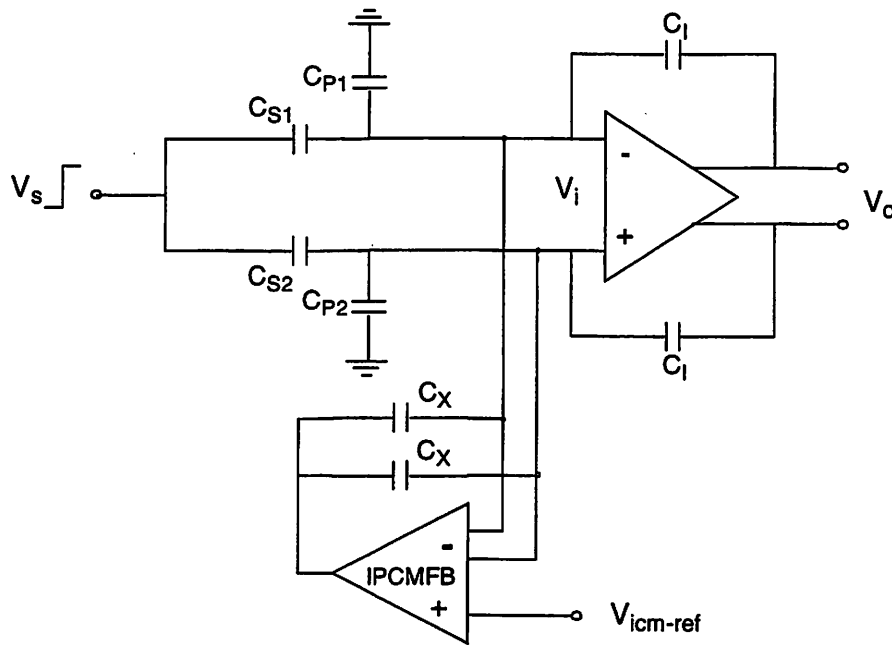 C_I
C_P1
C_S1
V_s
V_i
-
+
V_o
C_S2
C_P2
C_I
C_X
C_X
-
IPCMFB
+
V_icm-ref